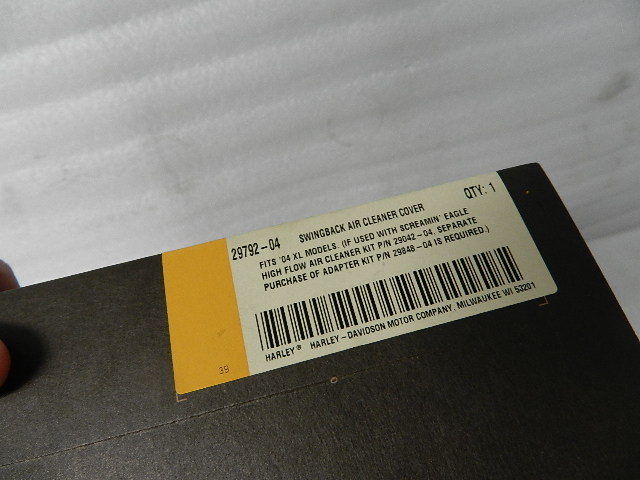 29792-04 SWINGBACK AIR CLEANER COVER QTY: 1
FITS '04 XL MODELS. (IF USED WITH SCREAMIN' EAGLE
HIGH FLOW AIR CLEANER KIT P/N 29042-04, SEPARATE
PURCHASE OF ADAPTER KIT P/N 29848-04 IS REQUIRED.)
HARLEY® HARLEY-DAVIDSON MOTOR COMPANY, MILWAUKEE WI 53201
39